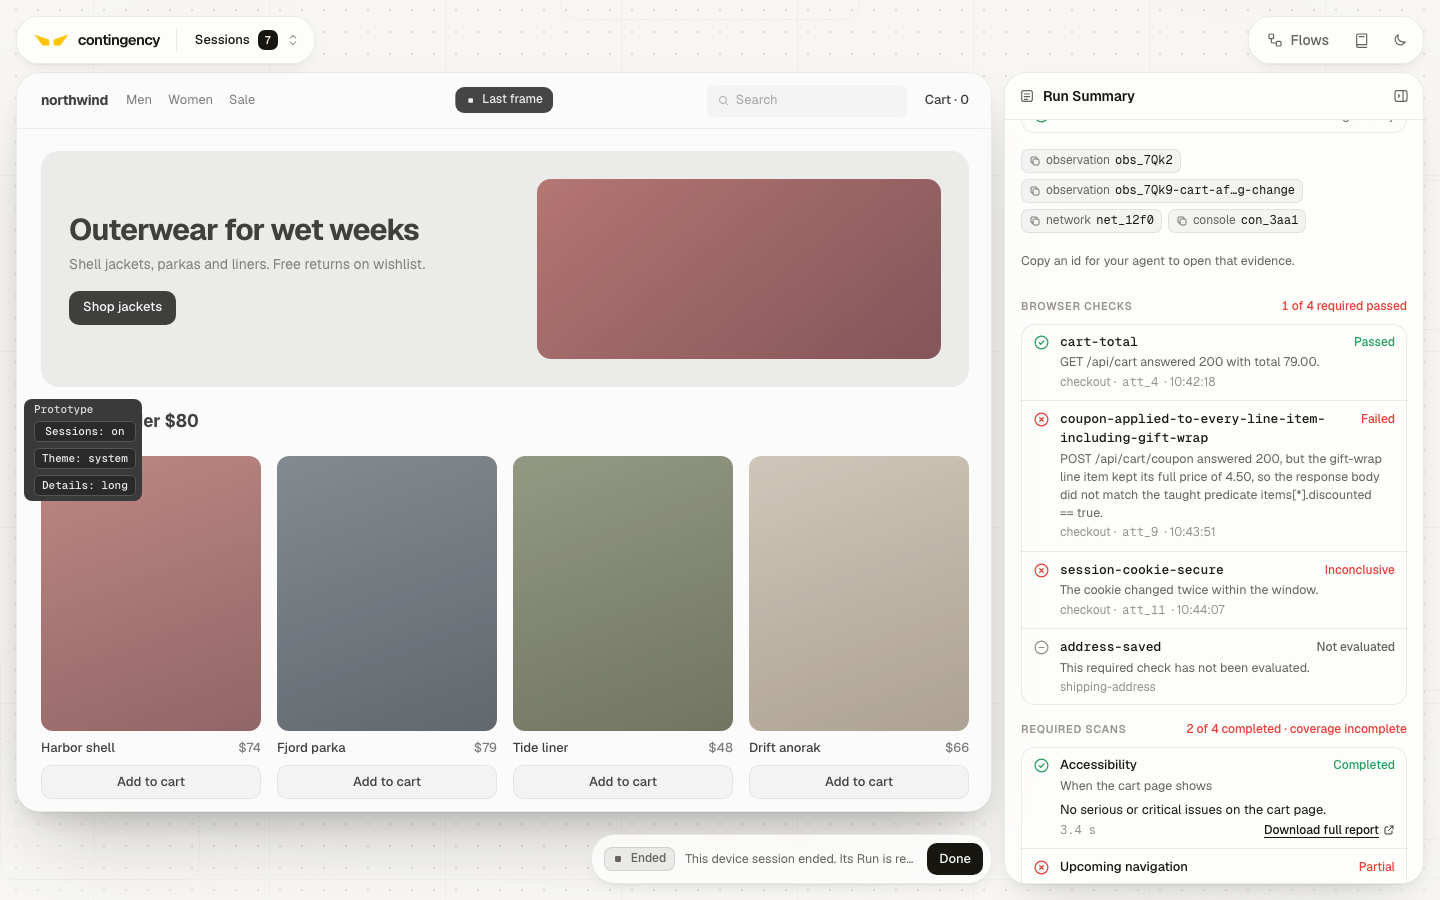 contingency
Sessions 7
Flows
northwind Men Women Sale
Last frame
Search
Cart · 0
Outerwear for wet weeks
Shell jackets, parkas and liners. Free returns on wishlist.
Shop jackets
Prototype
Sessions: on
Theme: system
Details: long
er $80
Harbor shell $74
Fjord parka $79
Tide liner $48
Drift anorak $66
Add to cart
Add to cart
Add to cart
Add to cart
Ended
This device session ended. Its Run is re...
Done
Run Summary
observation obs_7Qk2
observation obs_7Qk9-cart-af…g-change
network net_12f0
console con_3aa1
Copy an id for your agent to open that evidence.
BROWSER CHECKS 1 of 4 required passed
cart-total Passed
GET /api/cart answered 200 with total 79.00.
checkout · att_4 · 10:42:18
coupon-applied-to-every-line-item- Failed
including-gift-wrap
POST /api/cart/coupon answered 200, but the gift-wrap
line item kept its full price of 4.50, so the response body
did not match the taught predicate items[*].discounted
== true.
checkout · att_9 · 10:43:51
session-cookie-secure Inconclusive
The cookie changed twice within the window.
checkout · att_11 · 10:44:07
address-saved Not evaluated
This required check has not been evaluated.
shipping-address
REQUIRED SCANS 2 of 4 completed · coverage incomplete
Accessibility Completed
When the cart page shows
No serious or critical issues on the cart page.
3.4 s Download full report
Upcoming navigation Partial